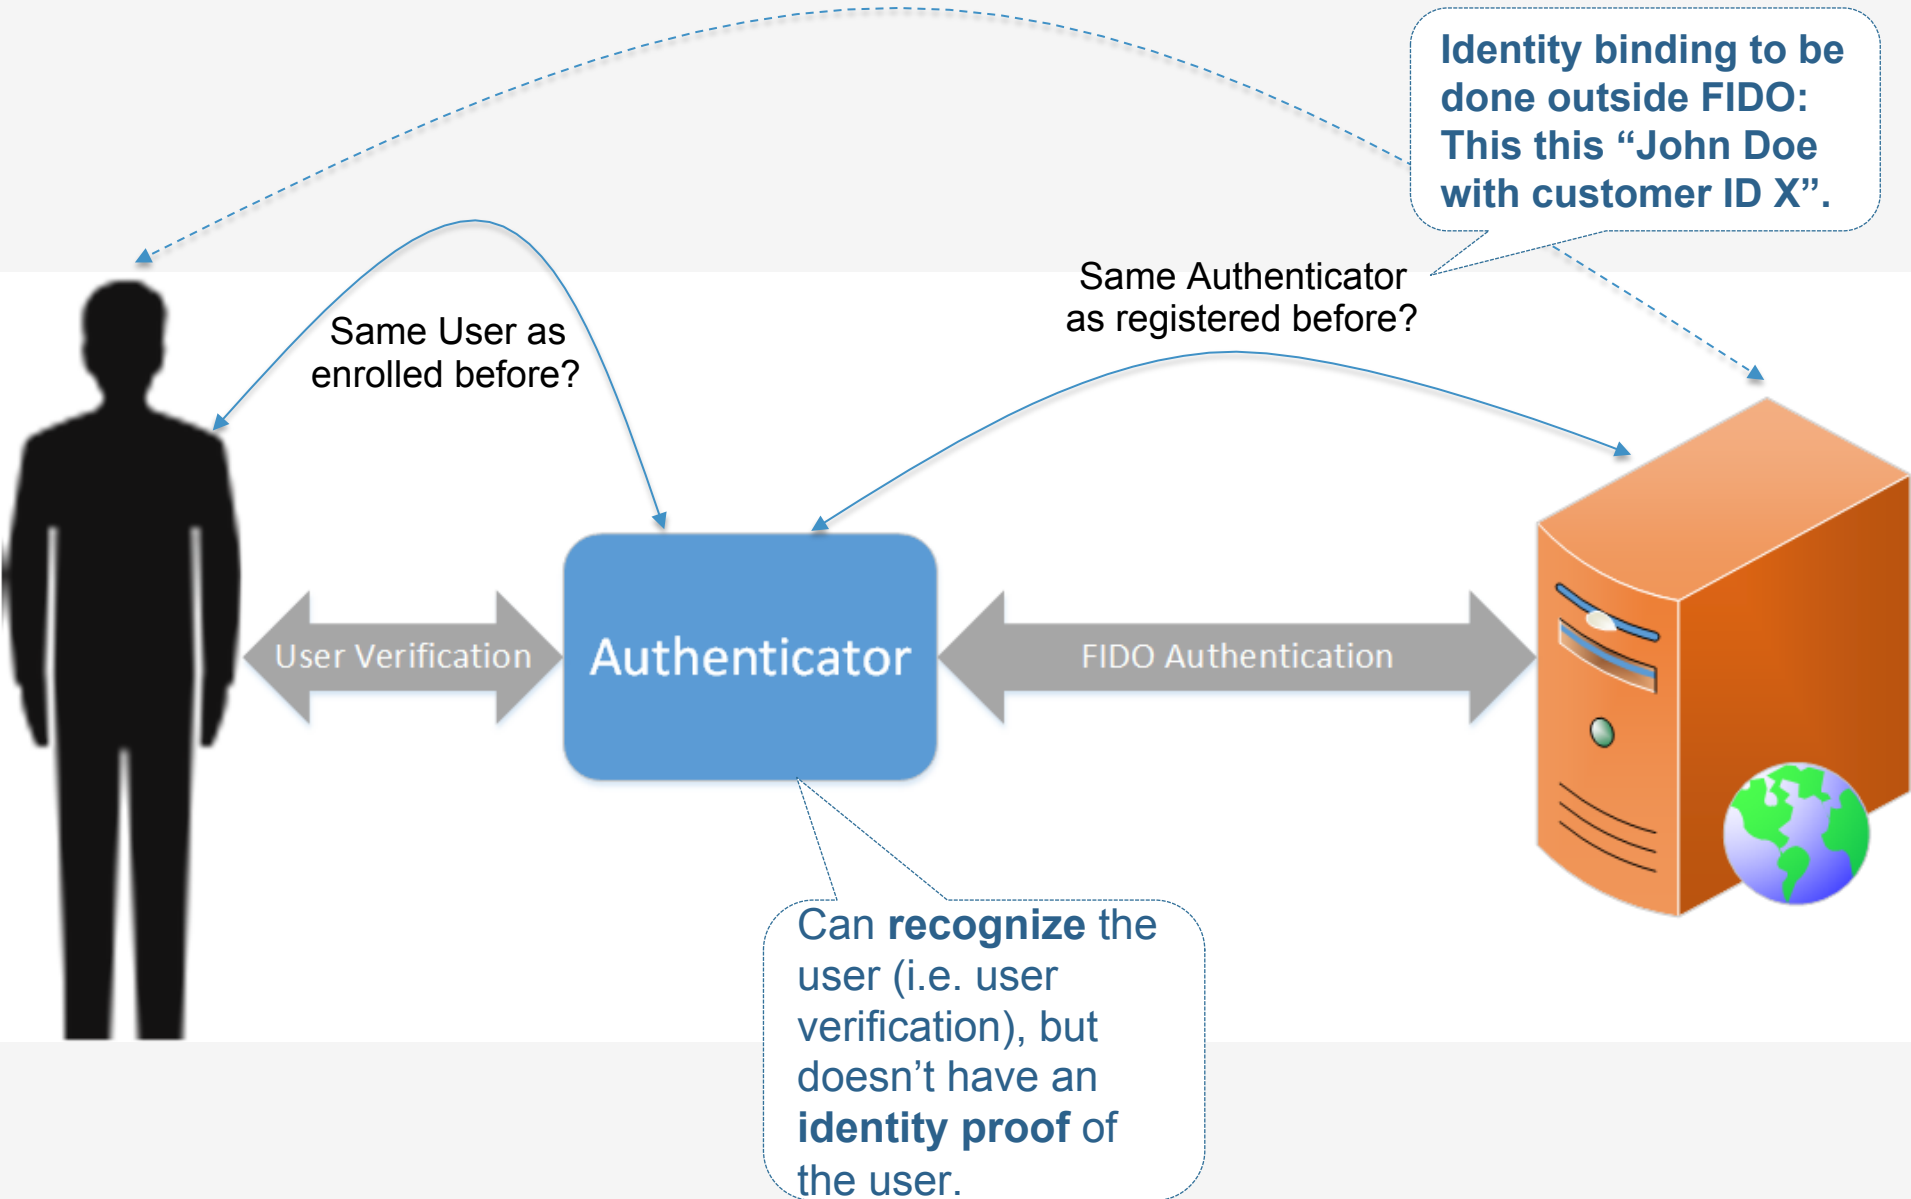 Identity binding to be
done outside FIDO:
This this “John Doe
with customer ID X”.
Same Authenticator
as registered before?
Same User as
enrolled before?
User Verification
Authenticator
FIDO Authentication
Can recognize the
user (i.e. user
verification), but
doesn’t have an
identity proof of
the user.